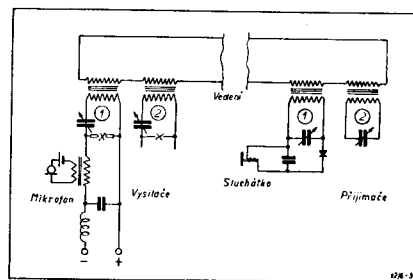 Vedení
1
2
1
2
Mikrofon
Vysílače
Sluchátko
Přijímače
- +